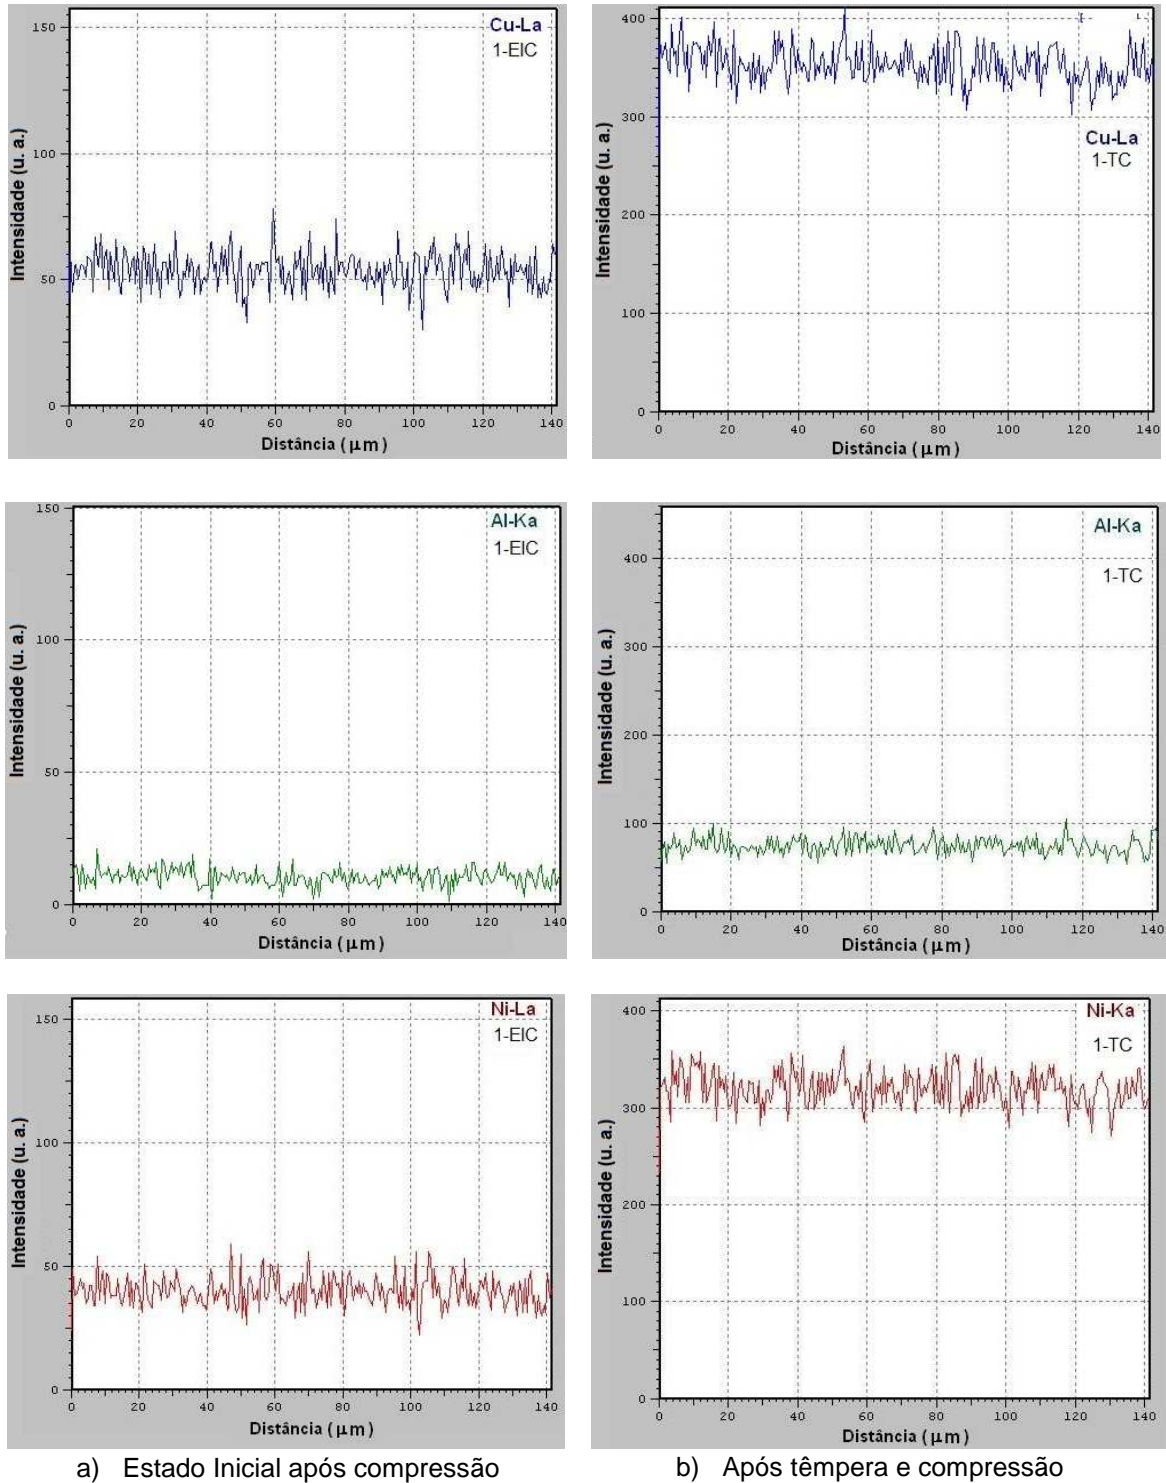 150
100
50
0
0 20 40 60 80 100 120 140
Intensidade (u. a.)
Distância (μm)
Cu-La
1-EIC
400
300
200
100
0
0 20 40 60 80 100 120 140
Intensidade (u. a.)
Distância (μm)
Cu-La
1-TC
150
100
50
0
0 20 40 60 80 100 120 140
Intensidade (u. a.)
Distância (μm)
Al-Ka
1-EIC
400
300
200
100
0
0 20 40 60 80 100 120 140
Intensidade (u. a.)
Distância (μm)
Al-Ka
1-TC
150
100
50
0
0 20 40 60 80 100 120 140
Intensidade (u. a.)
Distância (μm)
Ni-La
1-EIC
400
300
200
100
0
0 20 40 60 80 100 120 140
Intensidade (u. a.)
Distância (μm)
Ni-Ka
1-TC
a) Estado Inicial após compressão
b) Após têmpera e compressão